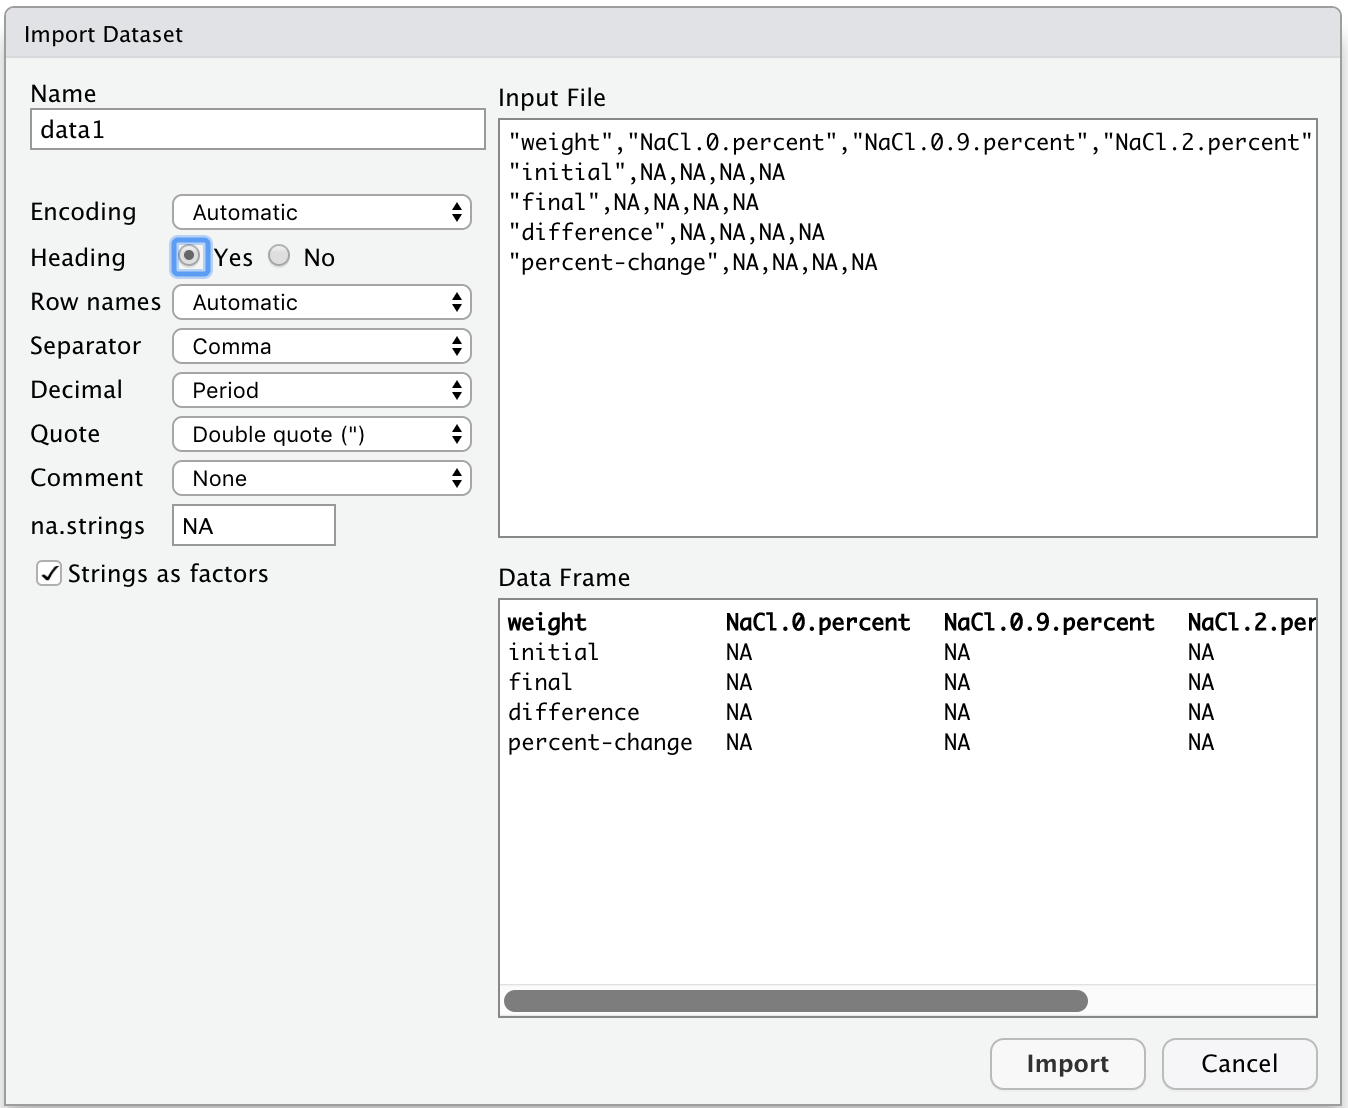 Import Dataset
Name
data1
Encoding
Automatic
Heading
Yes
No
Row names
Automatic
Separator
Comma
Decimal
Period
Quote
Double quote (")
Comment
None
na.strings
NA
Strings as factors
Input File
"weight","NaCl.0.percent","NaCl.0.9.percent","NaCl.2.percent"
"initial",NA,NA,NA,NA
"final",NA,NA,NA,NA
"difference",NA,NA,NA,NA
"percent-change",NA,NA,NA,NA
Data Frame
weight NaCl.0.percent NaCl.0.9.percent NaCl.2.per
initial NA NA NA
final NA NA NA
difference NA NA NA
percent-change NA NA NA
Import
Cancel